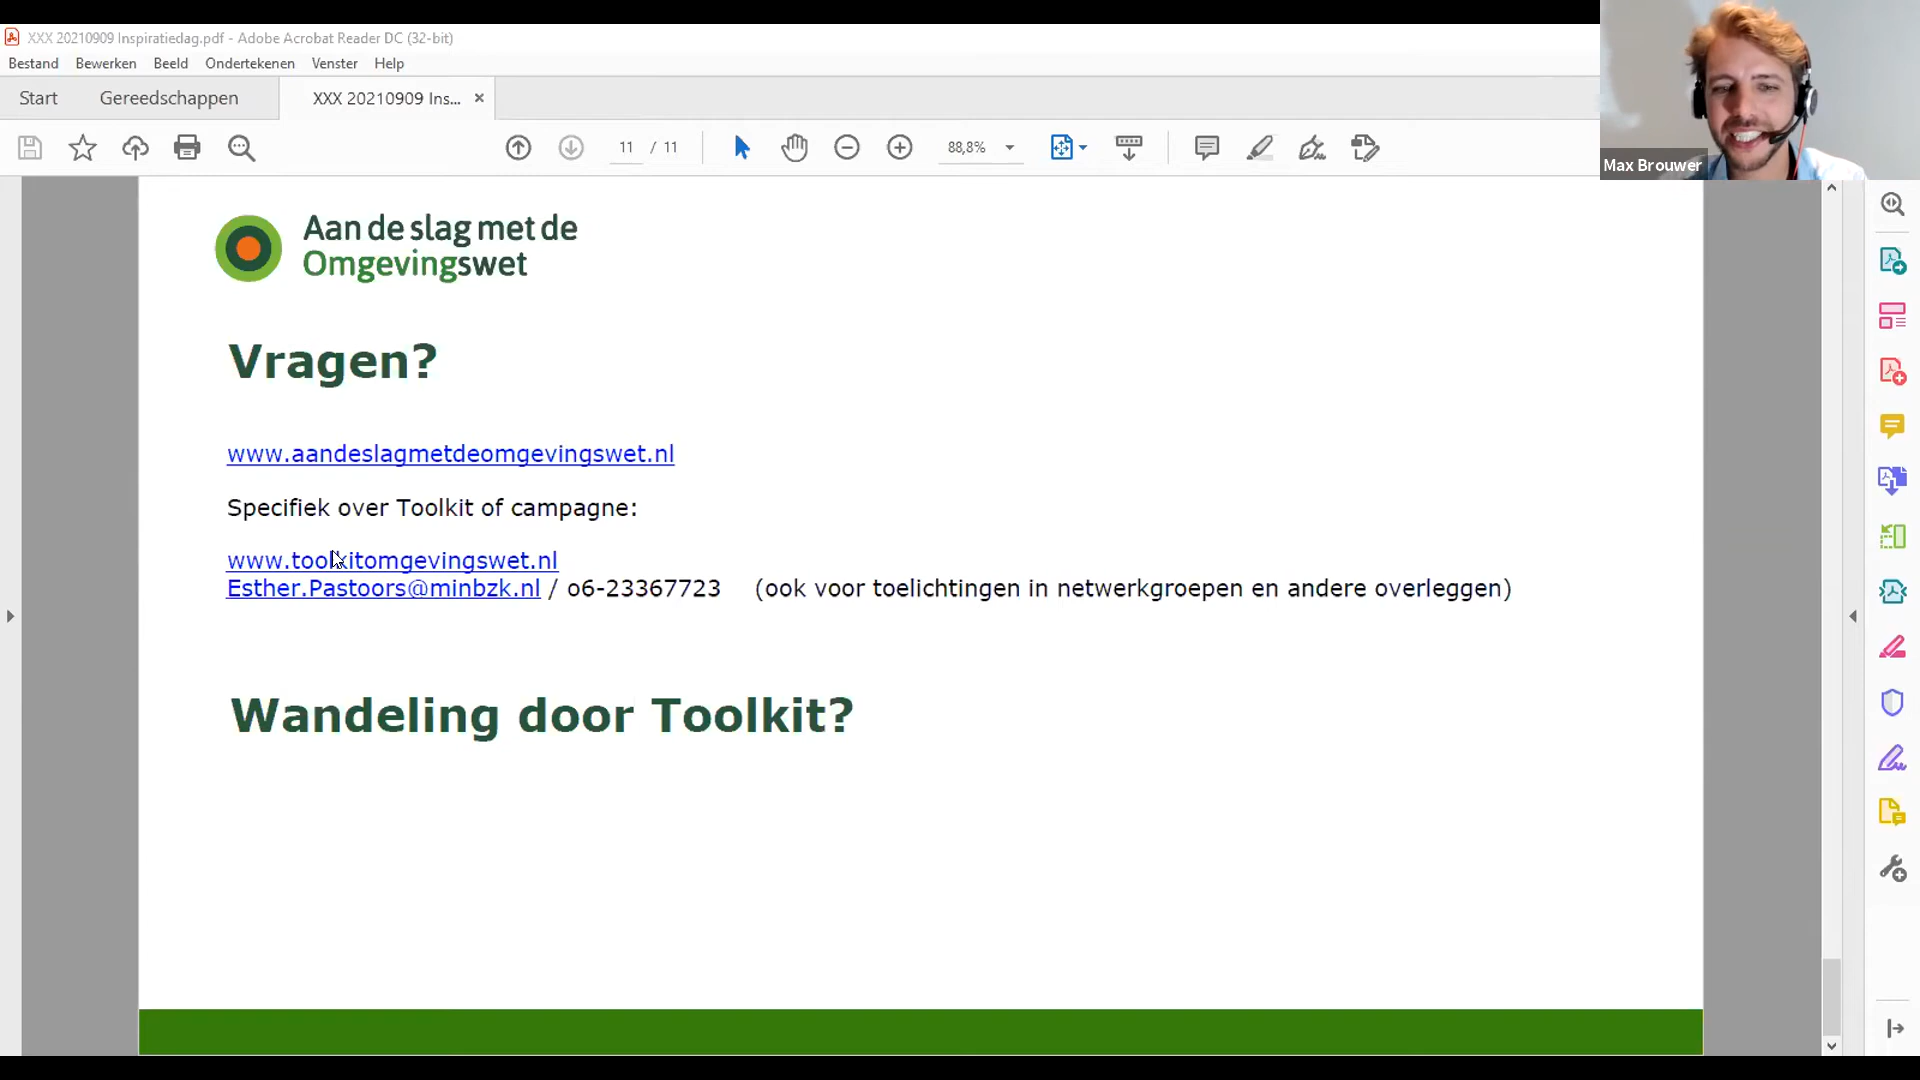 XXX 20210909 Inspiratiedag.pdf - Adobe Acrobat Reader DC (32-bit)
Bestand Bewerken Beeld Ondertekenen Venster Help
Start Gereedschappen XXX 20210909 Ins... ×
11 / 11 88,8%
Max Brouwer
Aan de slag met de
Omgevingswet
Vragen?
www.aandeslagmetdeomgevingswet.nl
Specifiek over Toolkit of campagne:
www.toolkitomgevingswet.nl
Esther.Pastoors@minbzk.nl / o6-23367723 (ook voor toelichtingen in netwerkgroepen en andere overleggen)
Wandeling door Toolkit?